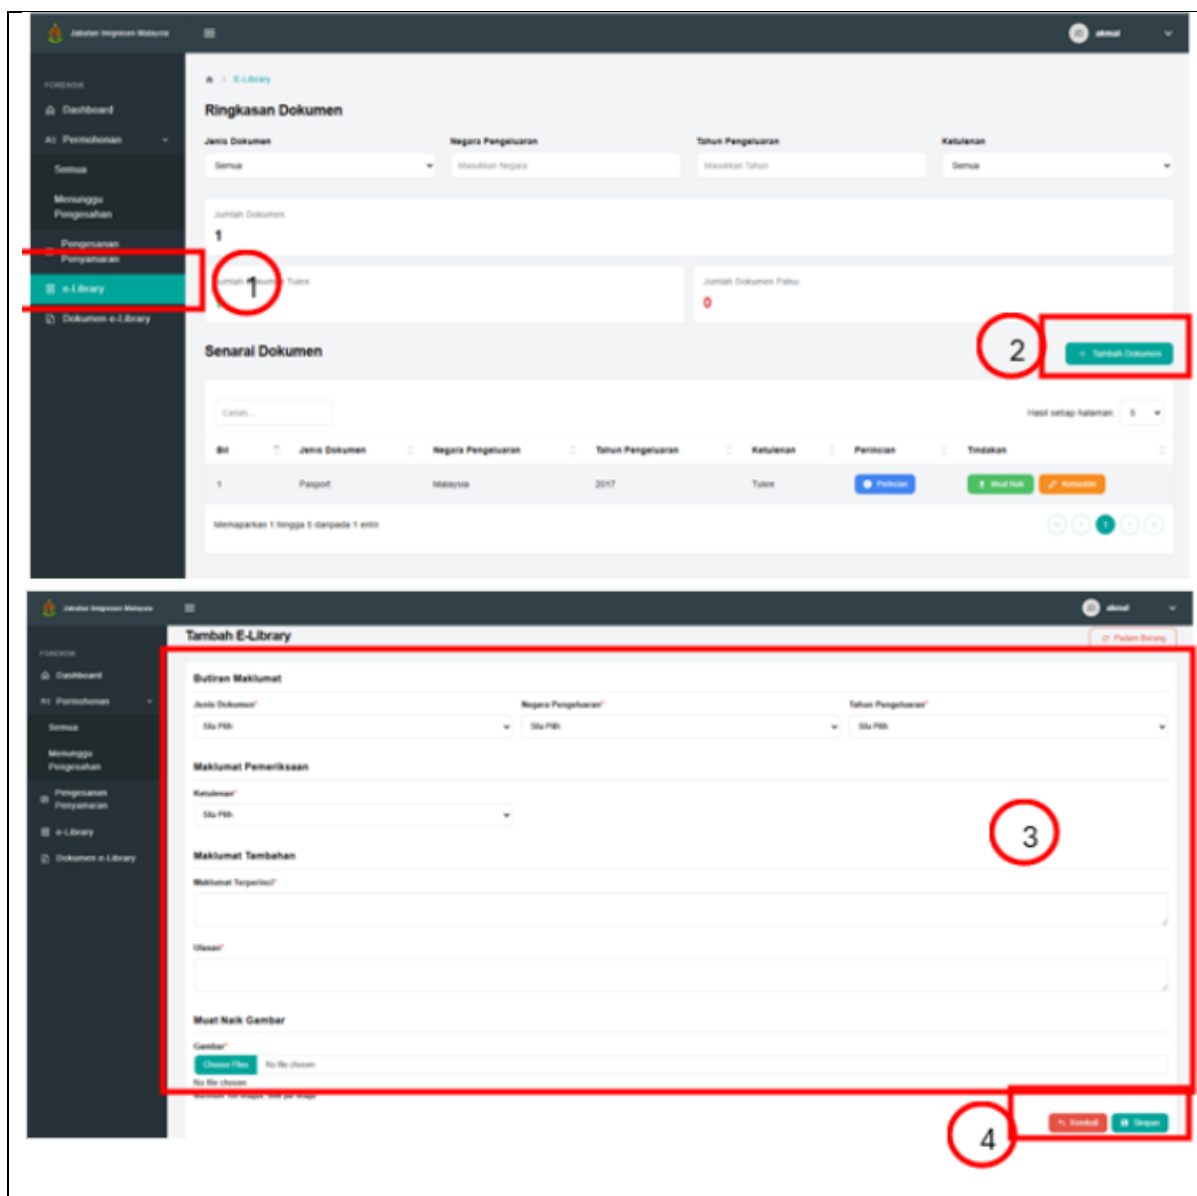 Jabatan Imigresen Malaysia
akmal
FORENSIK
Dashboard
Permohonan
Semua
Menunggu
Pengesahan
Pengesanan
Penyamaran
e-Library
Dokumen e-Library
E-Library
Ringkasan Dokumen
Jenis Dokumen Negara Pengeluaran Tahun Pengeluaran Ketulenan
Semua Masukkan Negara Masukkan Tahun Semua
Jumlah Dokumen
1
Jumlah Dokumen Tulen Jumlah Dokumen Palsu
0
1
2
Senarai Dokumen
+ Tambah Dokumen
Carian...
Hasil setiap halaman: 5
Bil Jenis Dokumen Negara Pengeluaran Tahun Pengeluaran Ketulenan Perincian Tindakan
1 Pasport Malaysia 2017 Tulen Perincian Muat Naik Kemaskini
Memaparkan 1 hingga 5 daripada 1 entri
1
Jabatan Imigresen Malaysia
akmal
FORENSIK
Dashboard
Permohonan
Semua
Menunggu
Pengesahan
Pengesanan
Penyamaran
e-Library
Dokumen e-Library
Tambah E-Library
Padam Borang
Butiran Maklumat
Jenis Dokumen* Negara Pengeluaran* Tahun Pengeluaran*
Sila Pilih Sila Pilih Sila Pilih
Maklumat Pemeriksaan
Ketulenan*
Sila Pilih
3
Maklumat Tambahan
Maklumat Terperinci*
Ulasan*
Muat Naik Gambar
Gambar*
Choose Files No file chosen
No file chosen
Kembali Simpan
4